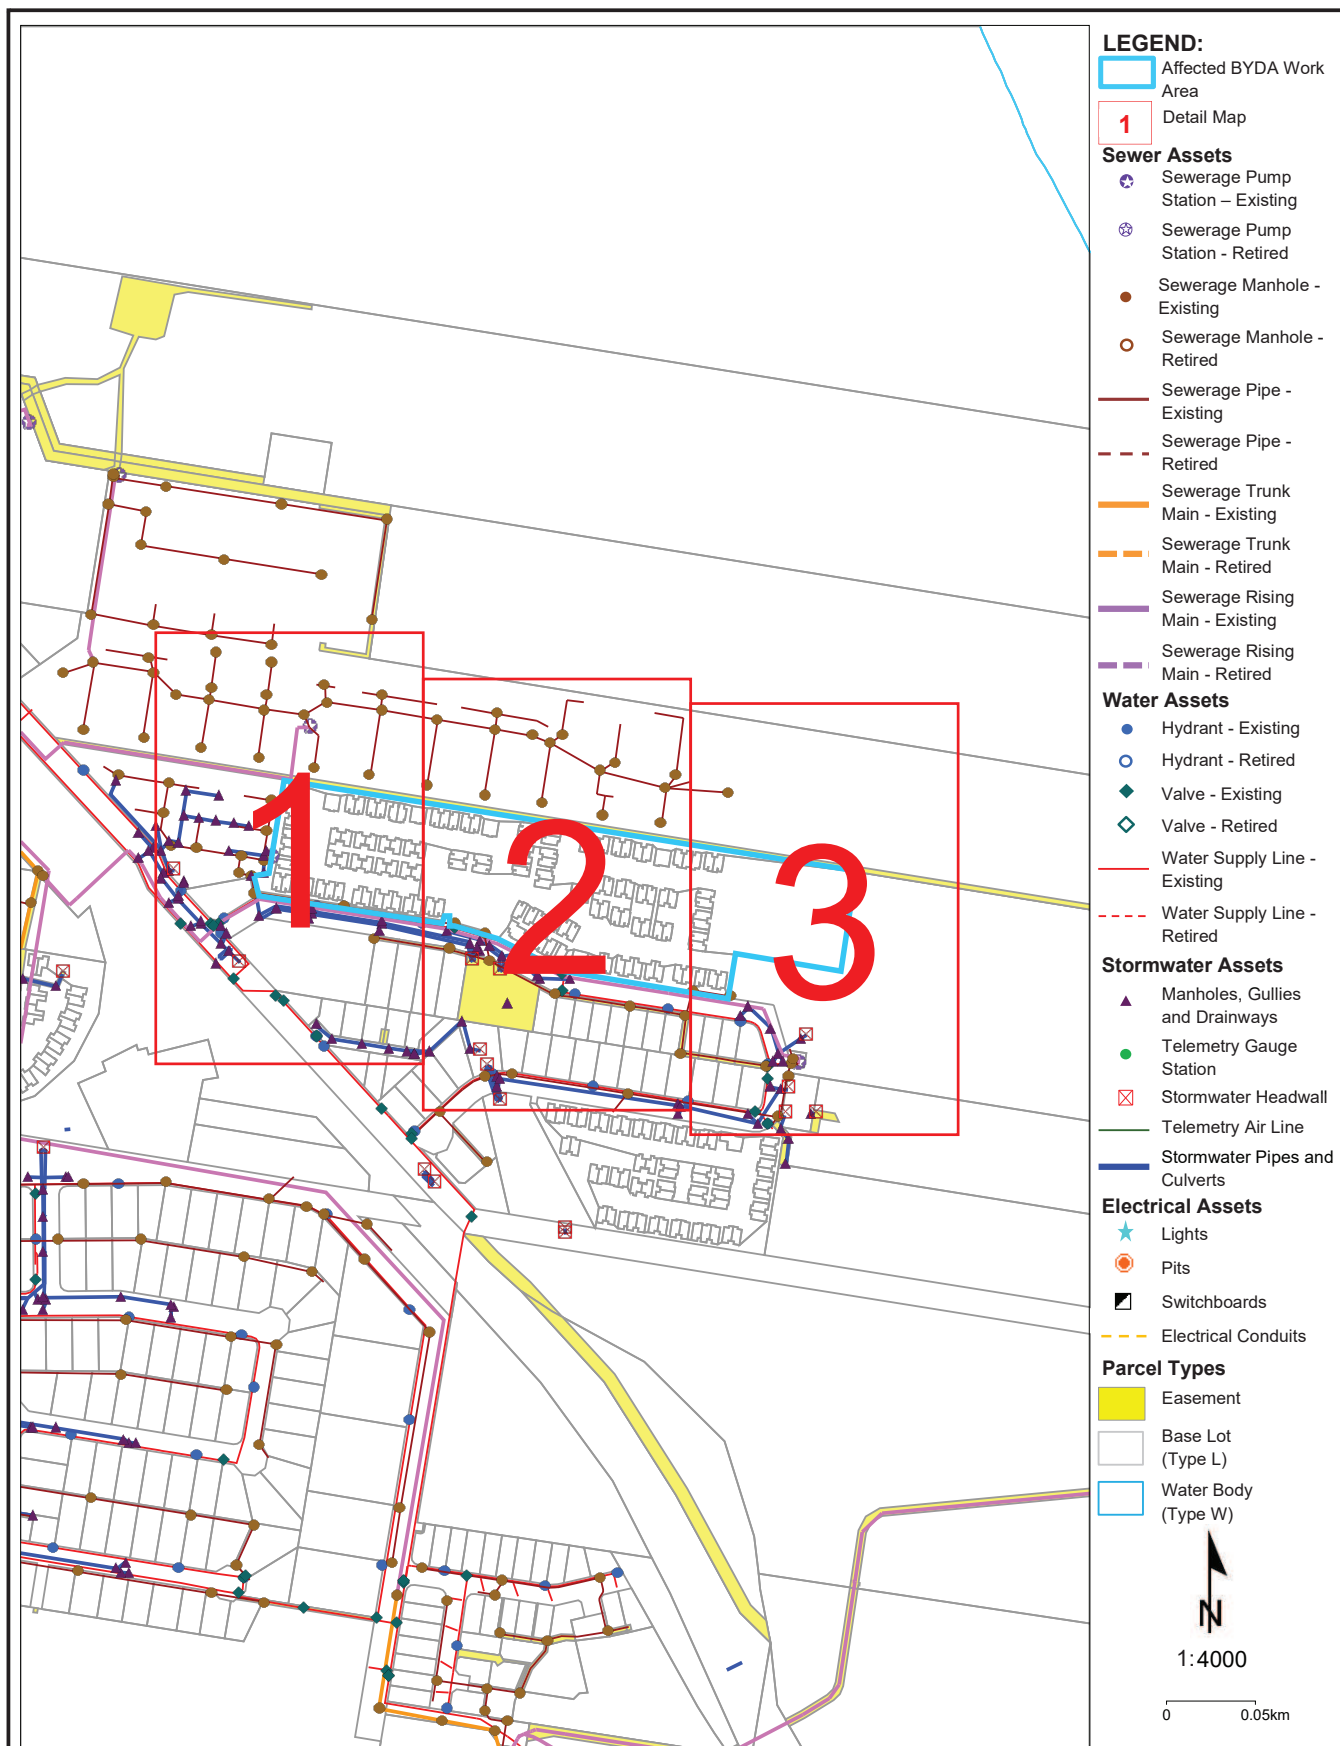 LEGEND:
Affected BYDA Work
Area
1
Detail Map
Sewer Assets
Sewerage Pump
Station – Existing
Sewerage Pump
Station - Retired
Sewerage Manhole -
Existing
Sewerage Manhole -
Retired
Sewerage Pipe -
Existing
Sewerage Pipe -
Retired
Sewerage Trunk
Main - Existing
Sewerage Trunk
Main - Retired
Sewerage Rising
Main - Existing
Sewerage Rising
Main - Retired
Water Assets
Hydrant - Existing
Hydrant - Retired
Valve - Existing
Valve - Retired
Water Supply Line -
Existing
Water Supply Line -
Retired
Stormwater Assets
Manholes, Gullies
and Drainways
Telemetry Gauge
Station
Stormwater Headwall
Telemetry Air Line
Stormwater Pipes and
Culverts
Electrical Assets
Lights
Pits
Switchboards
Electrical Conduits
Parcel Types
Easement
Base Lot
(Type L)
Water Body
(Type W)
N
1:4000
0 0.05km
1
2
3